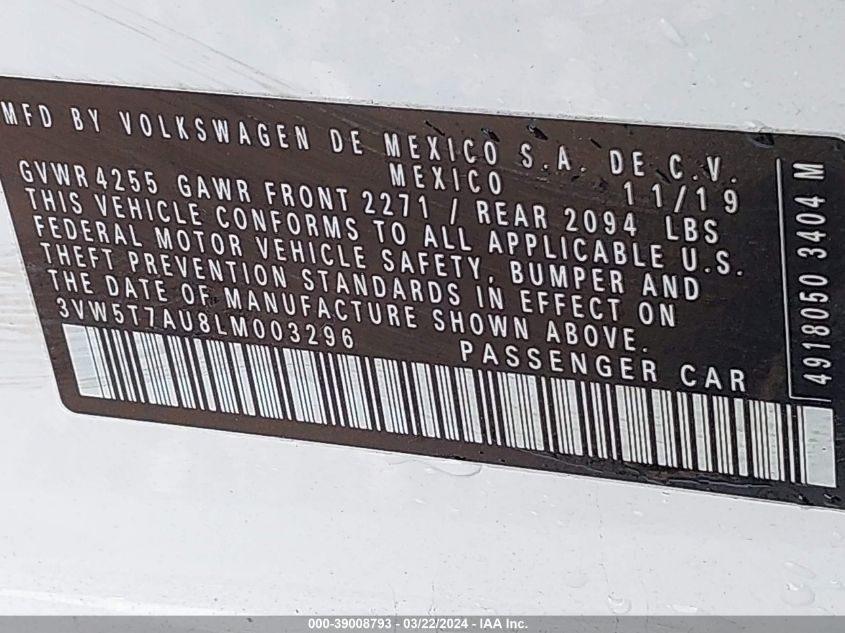 MFD BY VOLKSWAGEN DE MEXICO S.A. DE C.V.
MEXICO 11/19
GVWR 4255 GAWR FRONT 2271 / REAR 2094 LBS
THIS VEHICLE CONFORMS TO ALL APPLICABLE U.S.
FEDERAL MOTOR VEHICLE SAFETY, BUMPER AND
THEFT PREVENTION STANDARDS IN EFFECT ON
THE DATE OF MANUFACTURE SHOWN ABOVE.
3VW5T7AU8LM003296 PASSENGER CAR
4918050 3404 M
000-39008793 - 03/22/2024 - IAA Inc.